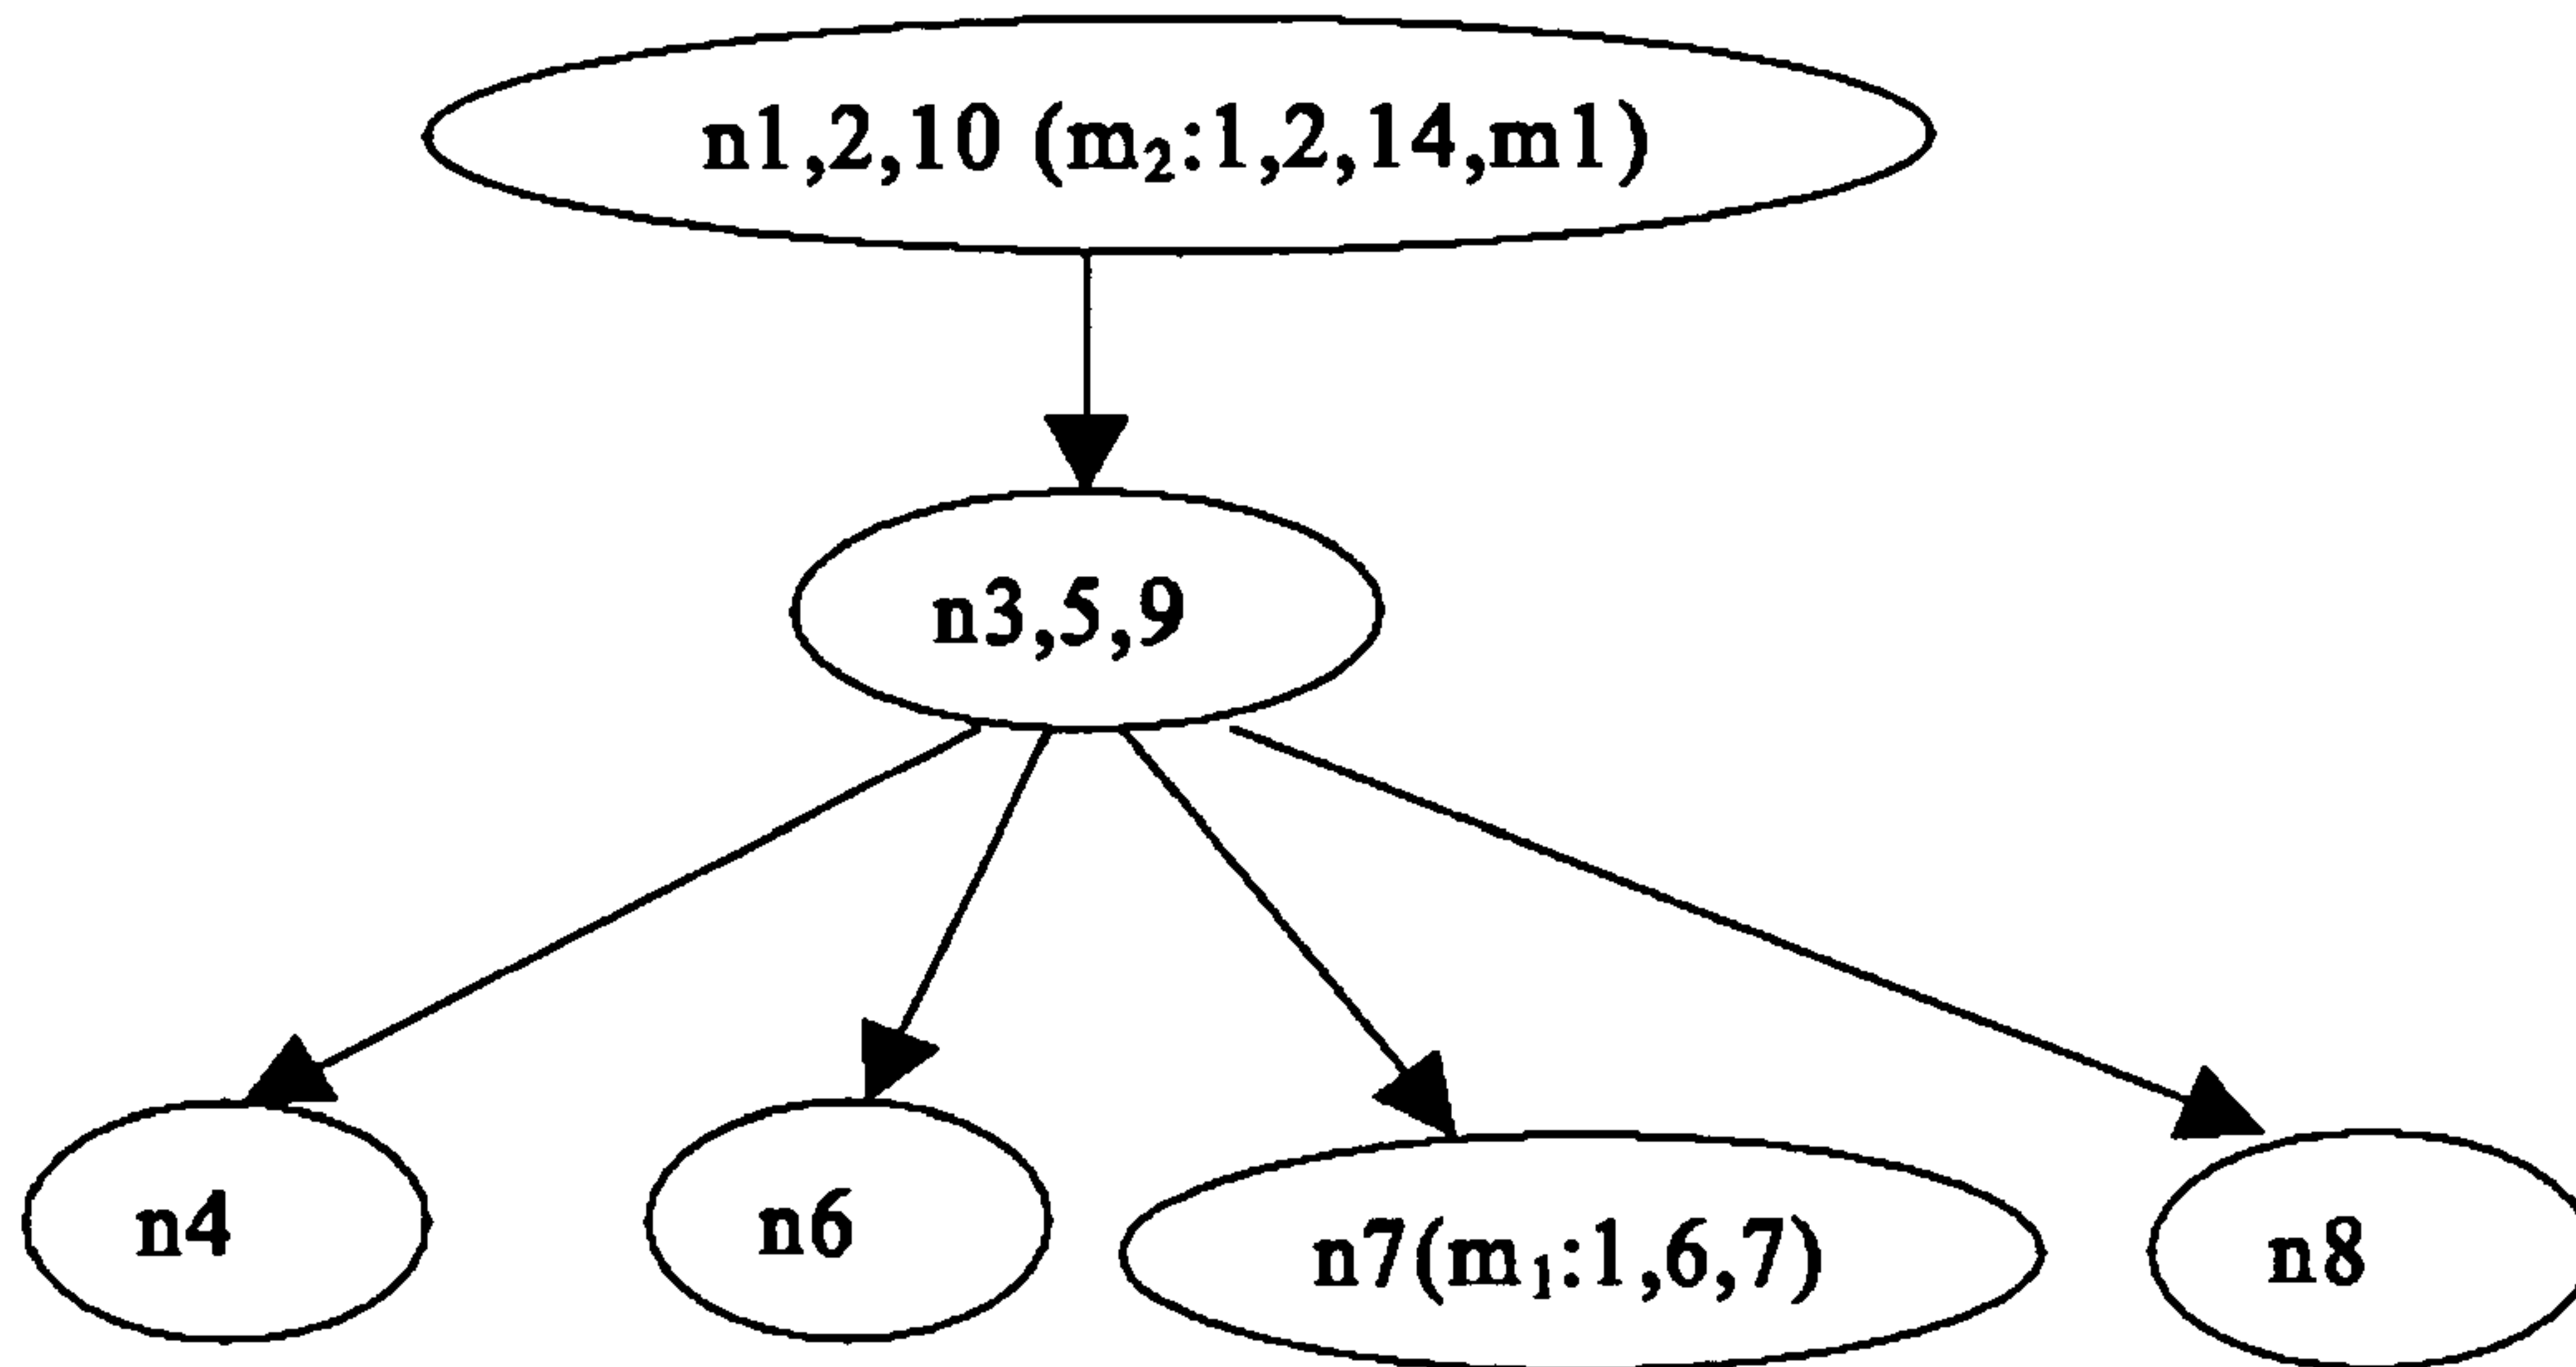 n1,2,10 (m₂:1,2,14,m1)
n3,5,9
n4
n6
n7(m₁:1,6,7)
n8